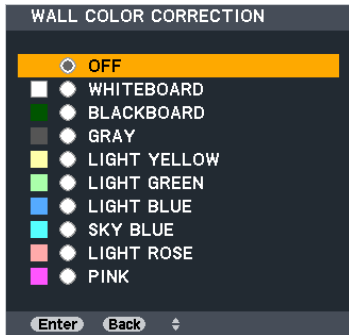 WALL COLOR CORRECTION
OFF
WHITEBOARD
BLACKBOARD
GRAY
LIGHT YELLOW
LIGHT GREEN
LIGHT BLUE
SKY BLUE
LIGHT ROSE
PINK
Enter Back